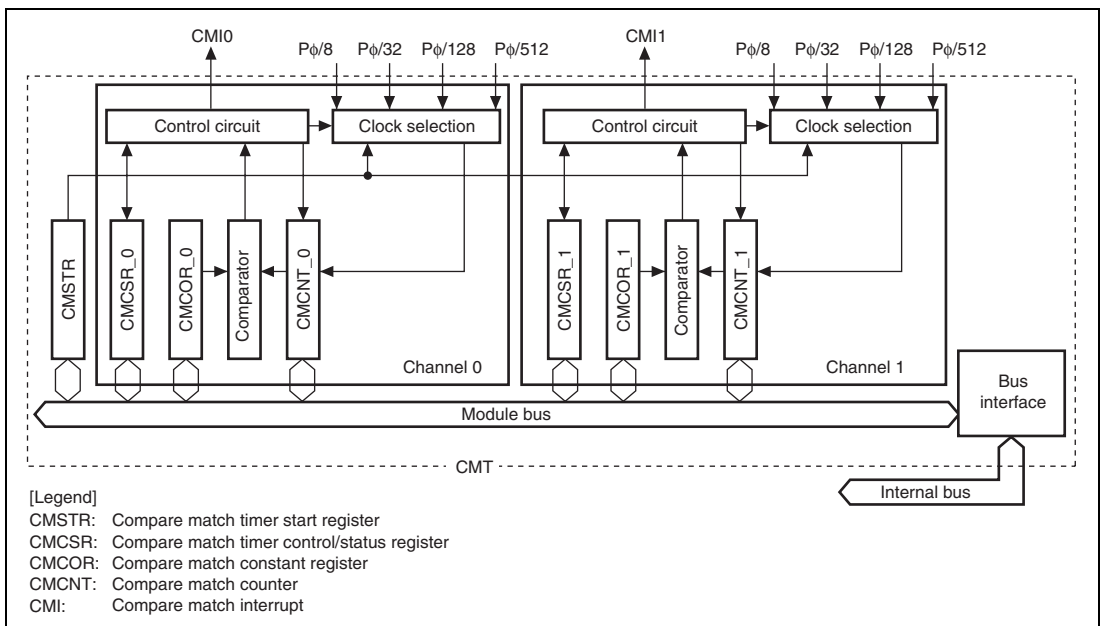 CMI0 Pφ/8 Pφ/32 Pφ/128 Pφ/512 CMI1 Pφ/8 Pφ/32 Pφ/128 Pφ/512
Control circuit Clock selection Control circuit Clock selection
CMSTR
CMCSR_0
CMCOR_0
Comparator
CMCNT_0
CMCSR_1
CMCOR_1
Comparator
CMCNT_1
Channel 0 Channel 1
Bus
interface
Module bus
CMT
Internal bus
[Legend]
CMSTR: Compare match timer start register
CMCSR: Compare match timer control/status register
CMCOR: Compare match constant register
CMCNT: Compare match counter
CMI: Compare match interrupt